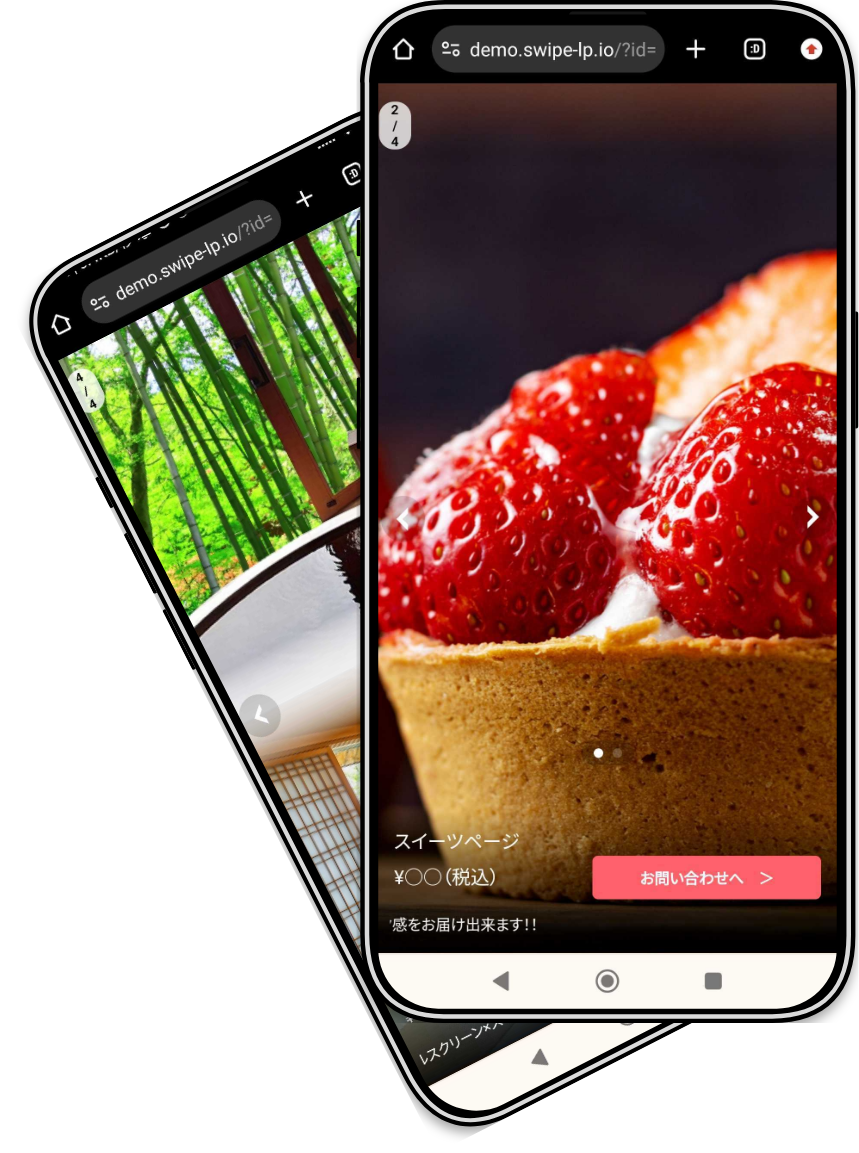 demo.swipe-lp.io/?id=
:D
2
/
4
スイーツページ
¥○○(税込)
お問い合わせへ >
感をお届け出来ます!!
demo.swipe-lp.io/?id=
:D
4
/
4
レスクリーン×